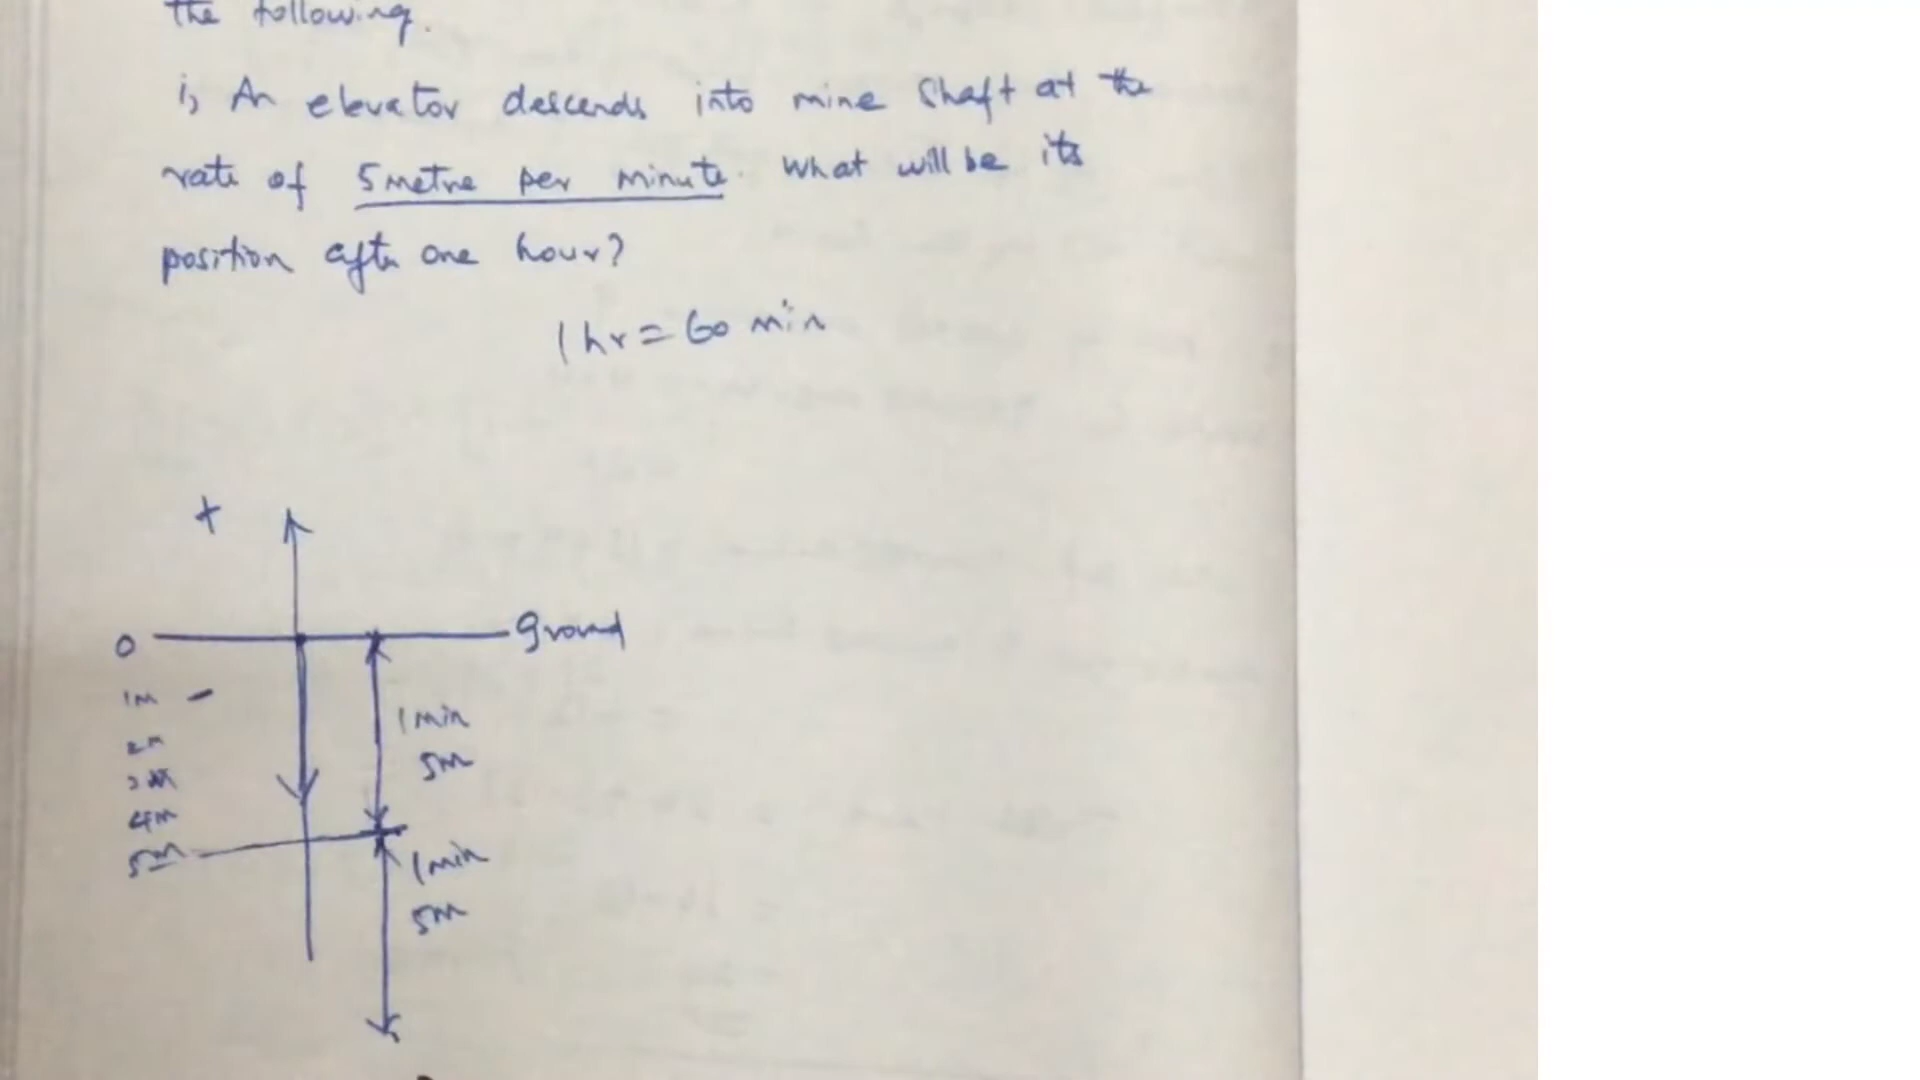 the following.
i, An elevator descends into mine shaft at the
rate of 5 metre per minute. What will be its
position after one hour?
1 hr = 60 min
+
0 ground
1m -
2m
3m
4m
5m
1 min
5m
1 min
5m